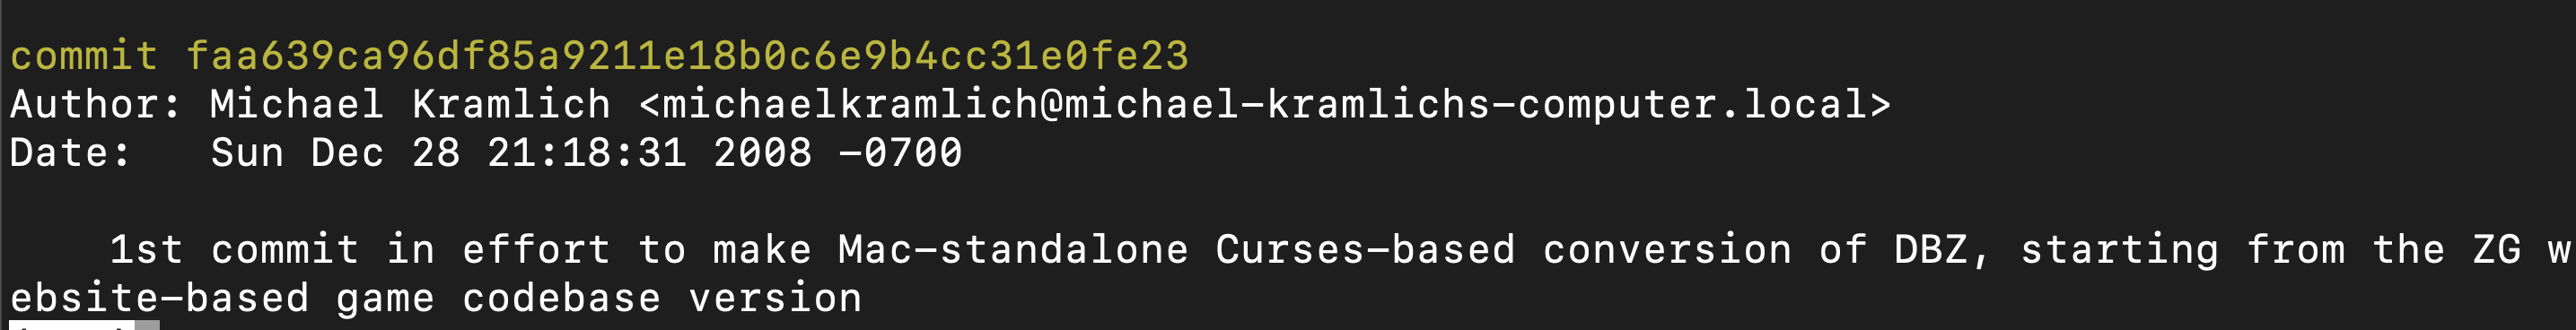 commit faa639ca96df85a9211e18b0c6e9b4cc31e0fe23
Author: Michael Kramlich <michaelkramlich@michael-kramlichs-computer.local>
Date:   Sun Dec 28 21:18:31 2008 -0700
    1st commit in effort to make Mac-standalone Curses-based conversion of DBZ, starting from the ZG w
ebsite-based game codebase version